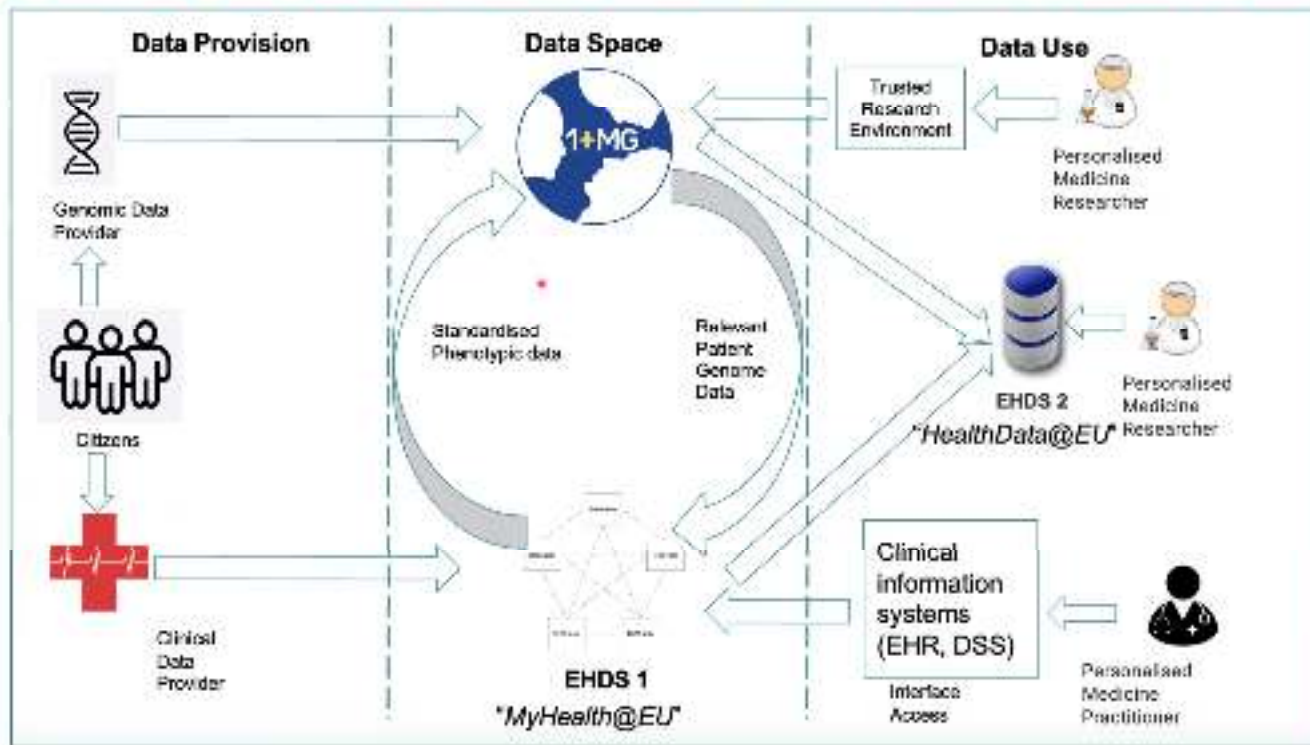 Data Provision
Data Space
Data Use
1+MG
Trusted
Research
Environment
Personalised
Medicine
Researcher
Genomic Data
Provider
Standardised
Phenotypic data
Relevant
Patient
Genome
Data
Citizens
EHDS 2
"HealthData@EU"
Personalised
Medicine
Researcher
Clinical
Data
Provider
EHDS 1
"MyHealth@EU"
Clinical
information
systems
(EHR, DSS)
Interface
Access
Personalised
Medicine
Practitioner